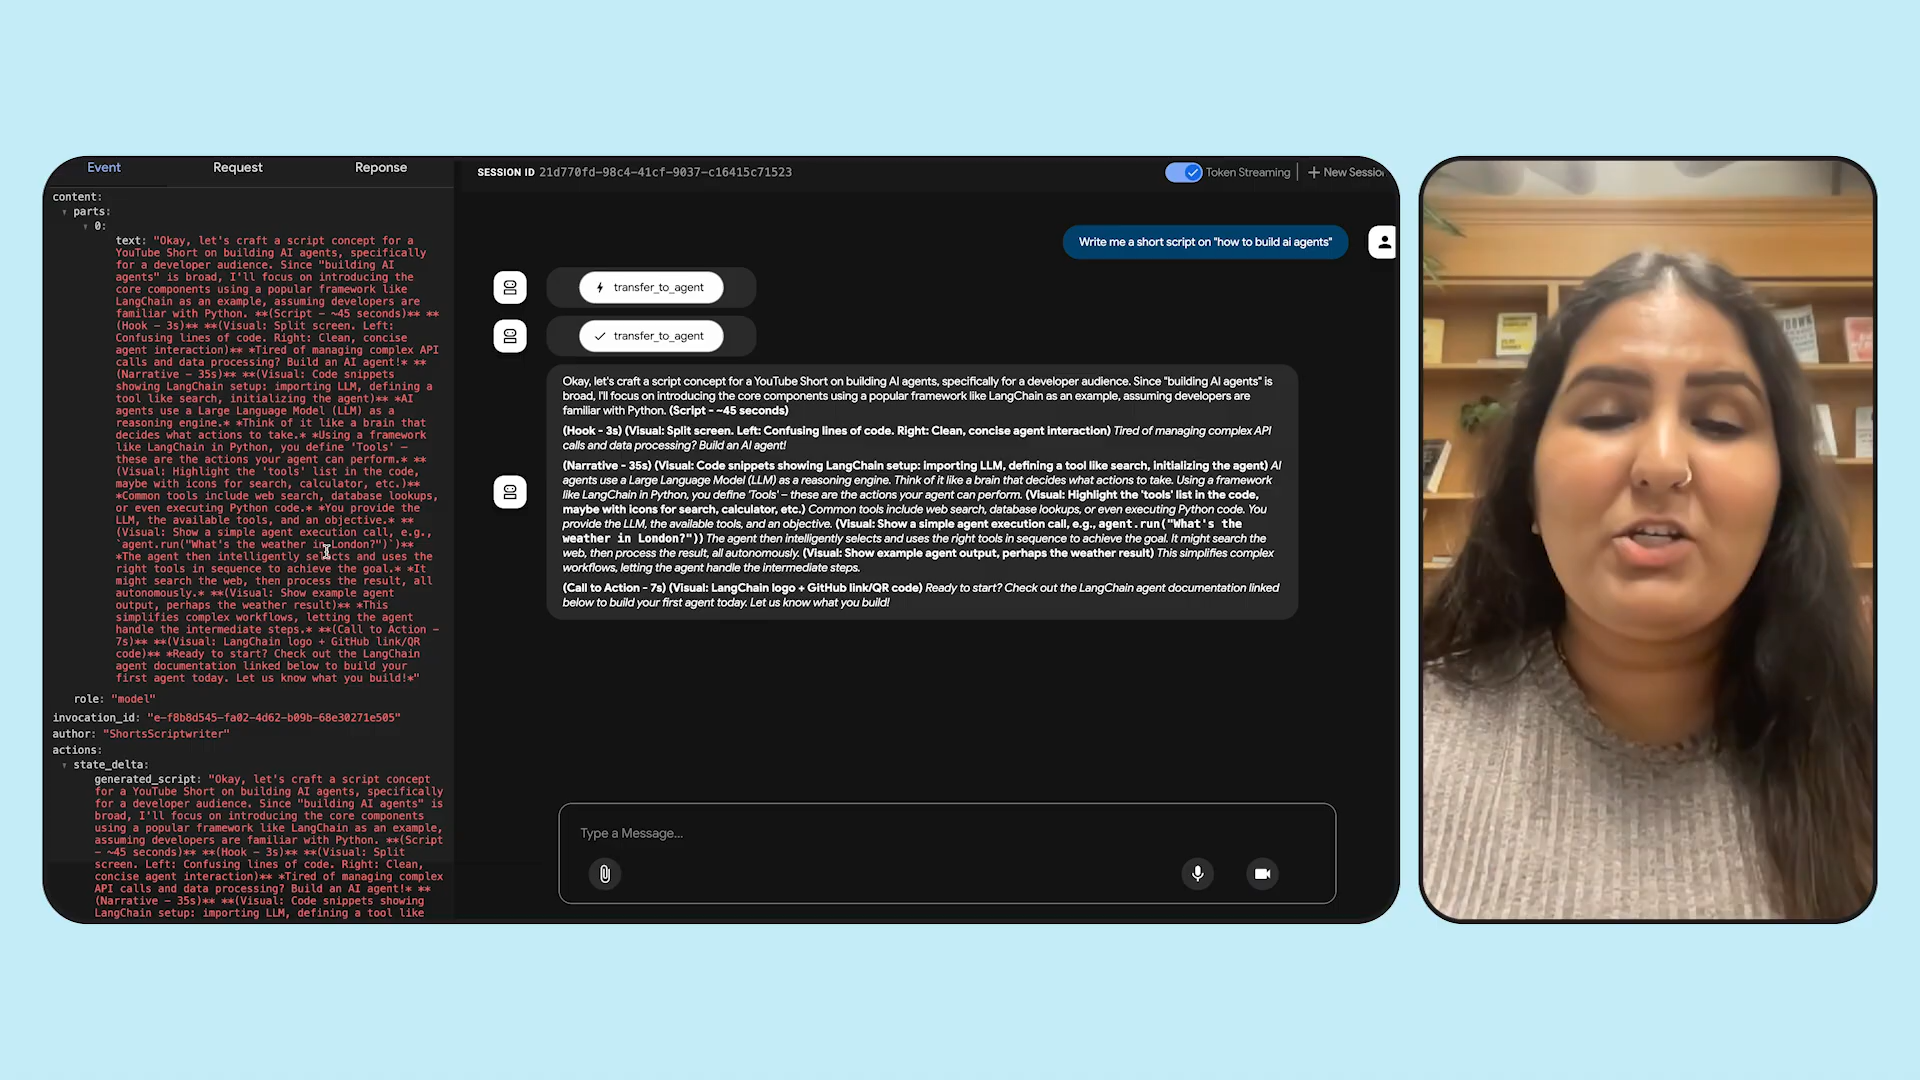 Event
Request
Reponse
content:
parts:
0:
text: "Okay, let's craft a script concept for a
YouTube Short on building AI agents, specifically
for a developer audience. Since "building AI
agents" is broad, I'll focus on introducing the
core components using a popular framework like
LangChain as an example, assuming developers are
familiar with Python. **(Script – ~45 seconds)** **
(Hook – 3s)** **(Visual: Split screen. Left:
Confusing lines of code. Right: Clean, concise
agent interaction)** *Tired of managing complex API
calls and data processing? Build an AI agent!* **
(Narrative – 35s)** **(Visual: Code snippets
showing LangChain setup: importing LLM, defining a
tool like search, initializing the agent)** *AI
agents use a Large Language Model (LLM) as a
reasoning engine.* *Think of it like a brain that
decides what actions to take.* *Using a framework
like LangChain in Python, you define 'Tools' –
these are the actions your agent can perform.* **
(Visual: Highlight the 'tools' list in the code,
maybe with icons for search, calculator, etc.)**
*Common tools include web search, database lookups,
or even executing Python code.* *You provide the
LLM, the available tools, and an objective.* **
(Visual: Show a simple agent execution call, e.g.,
`agent.run("What's the weather in London?")`)**
*The agent then intelligently selects and uses the
right tools in sequence to achieve the goal.* *It
might search the web, then process the result, all
autonomously.* **(Visual: Show example agent
output, perhaps the weather result)** *This
simplifies complex workflows, letting the agent
handle the intermediate steps.* **(Call to Action –
7s)** **(Visual: LangChain logo + GitHub link/QR
code)** *Ready to start? Check out the LangChain
agent documentation linked below to build your
first agent today. Let us know what you build!*"
role: "model"
invocation_id: "e-f8b8d545-fa02-4d62-b09b-68e30271e505"
author: "ShortsScriptwriter"
actions:
state_delta:
generated_script: "Okay, let's craft a script concept
for a YouTube Short on building AI agents, specifically
for a developer audience. Since "building AI agents" is
broad, I'll focus on introducing the core components
using a popular framework like LangChain as an example,
assuming developers are familiar with Python. **(Script
– ~45 seconds)** **(Hook – 3s)** **(Visual: Split
screen. Left: Confusing lines of code. Right: Clean,
concise agent interaction)** *Tired of managing complex
API calls and data processing? Build an AI agent!* **
(Narrative – 35s)** **(Visual: Code snippets showing
LangChain setup: importing LLM, defining a tool like
SESSION ID 21d770fd-98c4-41cf-9037-c16415c71523
Token Streaming
+ New Sessio
Write me a short script on "how to build ai agents"
transfer_to_agent
transfer_to_agent
Okay, let's craft a script concept for a YouTube Short on building AI agents, specifically for a developer audience. Since "building AI agents" is
broad, I'll focus on introducing the core components using a popular framework like LangChain as an example, assuming developers are
familiar with Python. (Script - ~45 seconds)
(Hook - 3s) (Visual: Split screen. Left: Confusing lines of code. Right: Clean, concise agent interaction) Tired of managing complex API
calls and data processing? Build an AI agent!
(Narrative - 35s) (Visual: Code snippets showing LangChain setup: importing LLM, defining a tool like search, initializing the agent) AI
agents use a Large Language Model (LLM) as a reasoning engine. Think of it like a brain that decides what actions to take. Using a framework
like LangChain in Python, you define 'Tools' – these are the actions your agent can perform. (Visual: Highlight the 'tools' list in the code,
maybe with icons for search, calculator, etc.) Common tools include web search, database lookups, or even executing Python code. You
provide the LLM, the available tools, and an objective. (Visual: Show a simple agent execution call, e.g., agent.run("What's the
weather in London?")) The agent then intelligently selects and uses the right tools in sequence to achieve the goal. It might search the
web, then process the result, all autonomously. (Visual: Show example agent output, perhaps the weather result) This simplifies complex
workflows, letting the agent handle the intermediate steps.
(Call to Action - 7s) (Visual: LangChain logo + GitHub link/QR code) Ready to start? Check out the LangChain agent documentation linked
below to build your first agent today. Let us know what you build!
Type a Message...